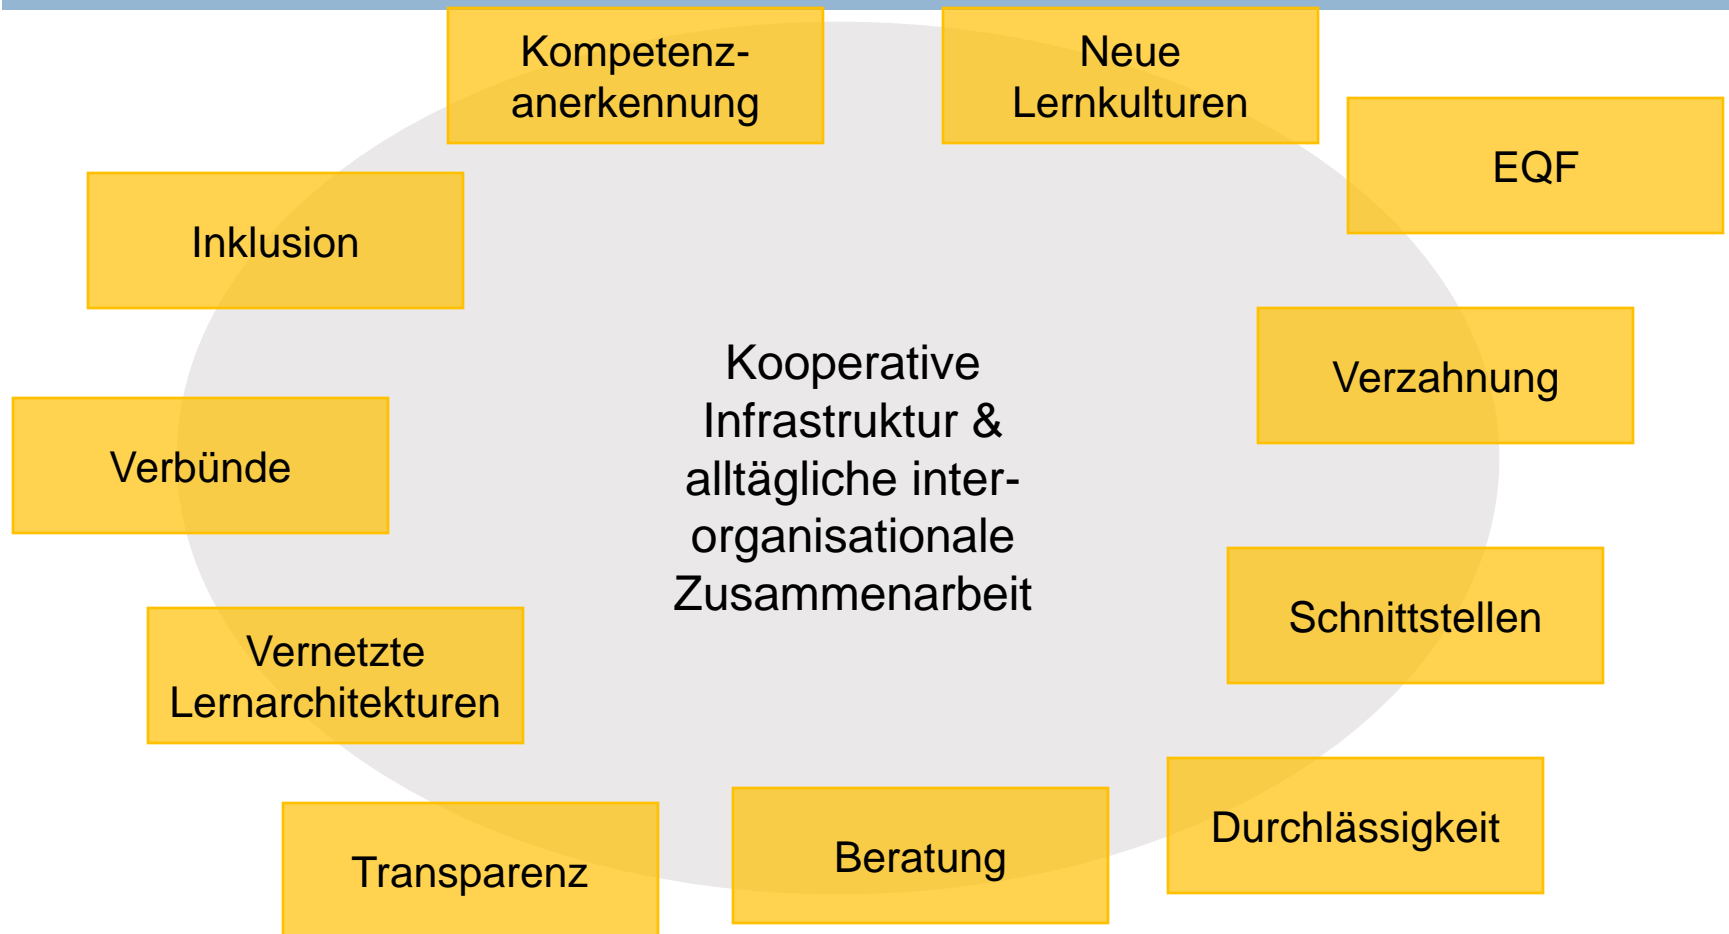 Kompetenz-
anerkennung
Neue
Lernkulturen
EQF
Inklusion
Verzahnung
Kooperative
Infrastruktur &
alltägliche inter-
organisationale
Zusammenarbeit
Verbünde
Schnittstellen
Vernetzte
Lernarchitekturen
Durchlässigkeit
Beratung
Transparenz